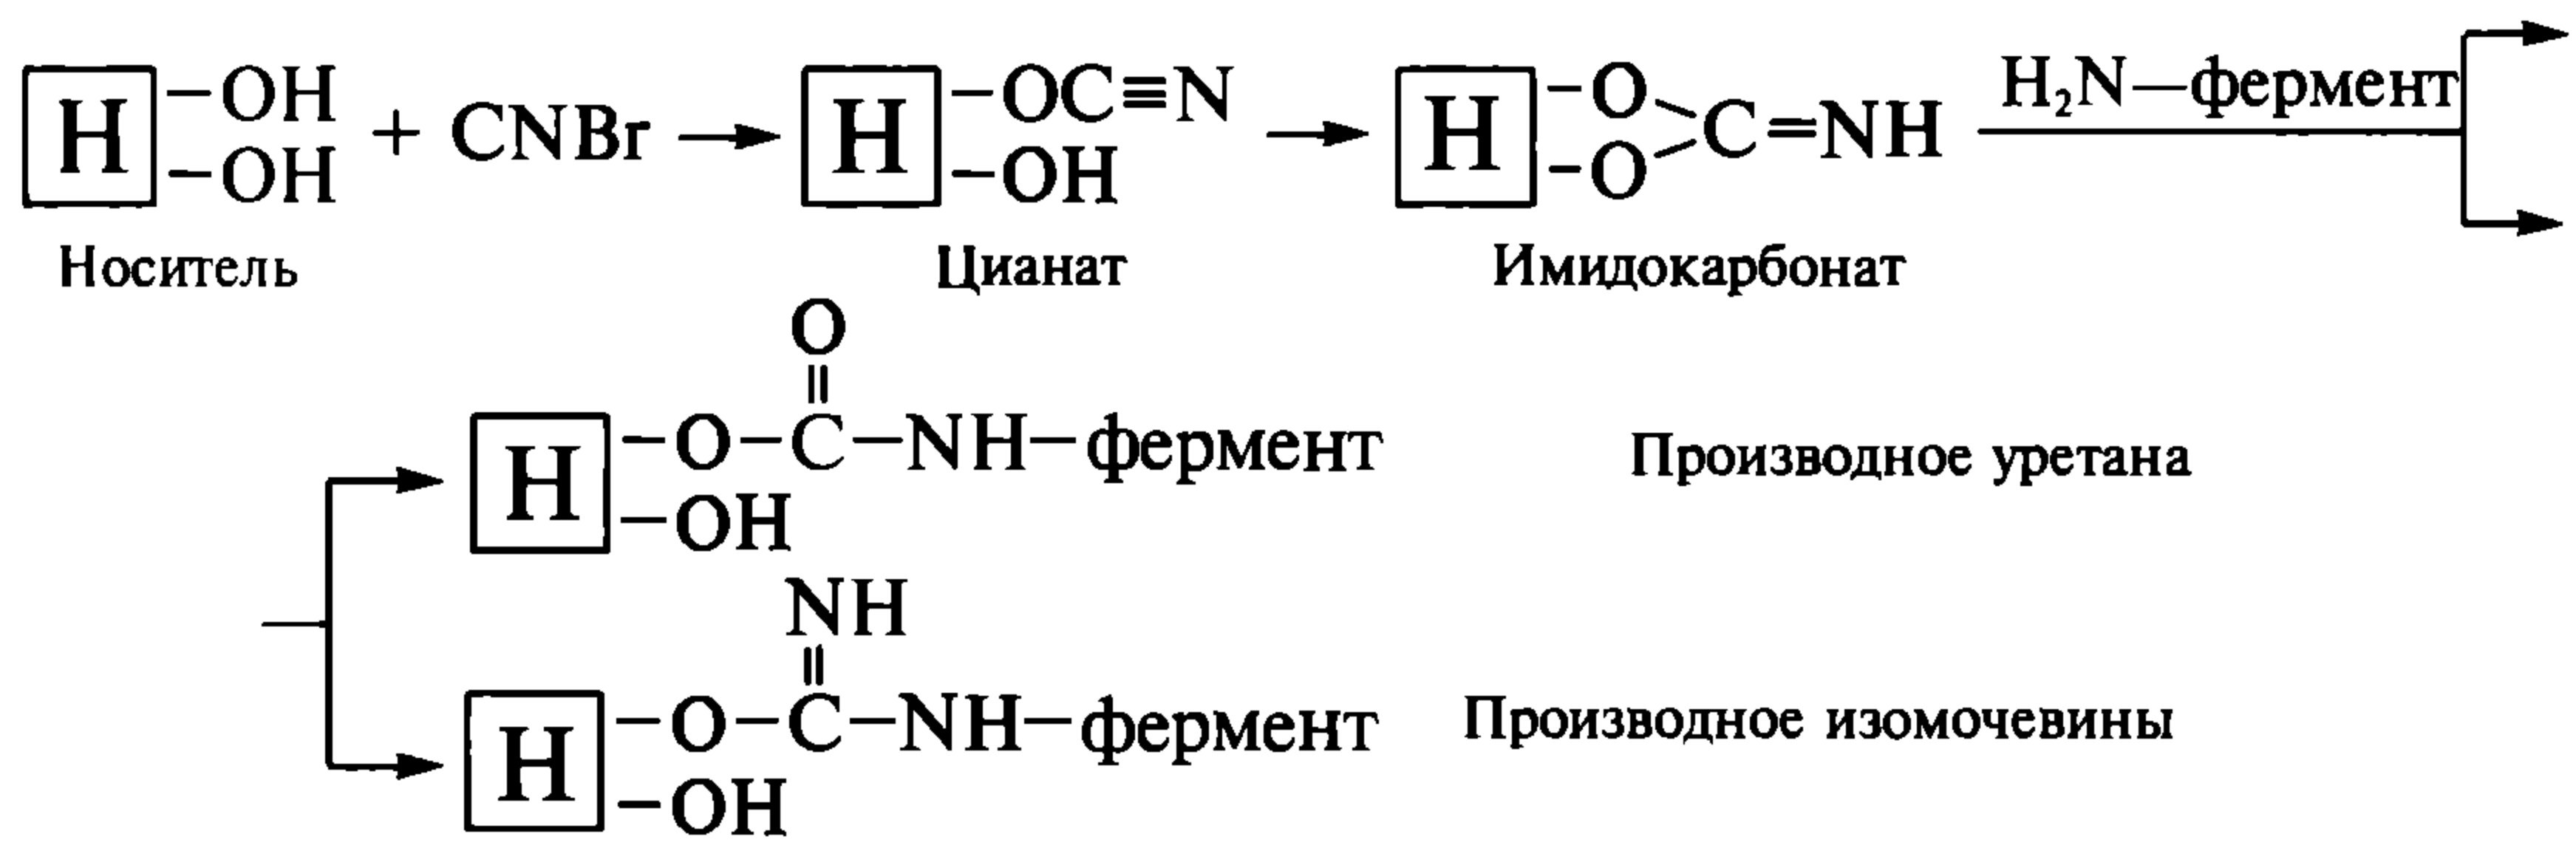 Н –OH –OH + CNBr → Н –OC≡N –OH → Н –O –O >C=NH H₂N—фермент
Носитель Цианат Имидокарбонат
O
||
Н –O–C–NH–фермент Производное уретана
–OH
NH
||
Н –O–C–NH–фермент Производное изомочевины
–OH